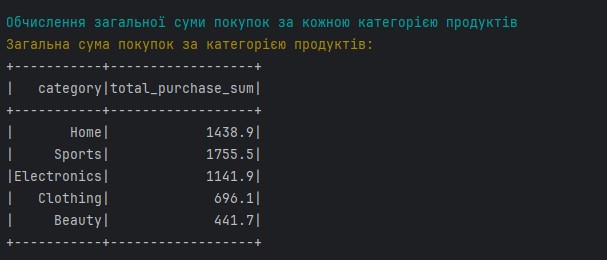 Обчислення загальної суми покупок за кожною категорією продуктів
Загальна сума покупок за категорією продуктів:
+-----------+------------------+
|   category|total_purchase_sum|
+-----------+------------------+
|       Home|            1438.9|
|     Sports|            1755.5|
|Electronics|            1141.9|
|   Clothing|             696.1|
|     Beauty|             441.7|
+-----------+------------------+